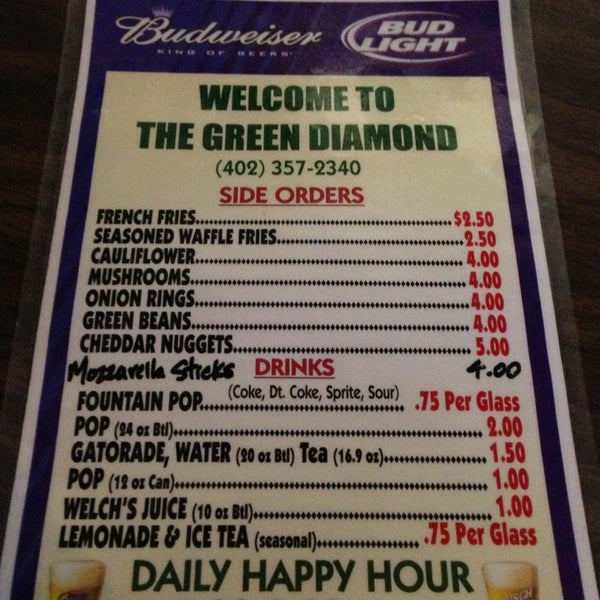 Budweiser
KING OF BEERS
BUD LIGHT
WELCOME TO
THE GREEN DIAMOND
(402) 357-2340
SIDE ORDERS
FRENCH FRIES $2.50
SEASONED WAFFLE FRIES 2.50
CAULIFLOWER 4.00
MUSHROOMS 4.00
ONION RINGS 4.00
GREEN BEANS 4.00
CHEDDAR NUGGETS 5.00
Mozzarella Sticks 4.00
DRINKS
(Coke, Dt. Coke, Sprite, Sour)
FOUNTAIN POP .75 Per Glass
POP (24 oz Btl) 2.00
GATORADE, WATER (20 oz Btl) Tea (16.9 oz) 1.50
POP (12 oz Can) 1.00
WELCH'S JUICE (10 oz Btl) 1.00
LEMONADE & ICE TEA (seasonal) .75 Per Glass
DAILY HAPPY HOUR